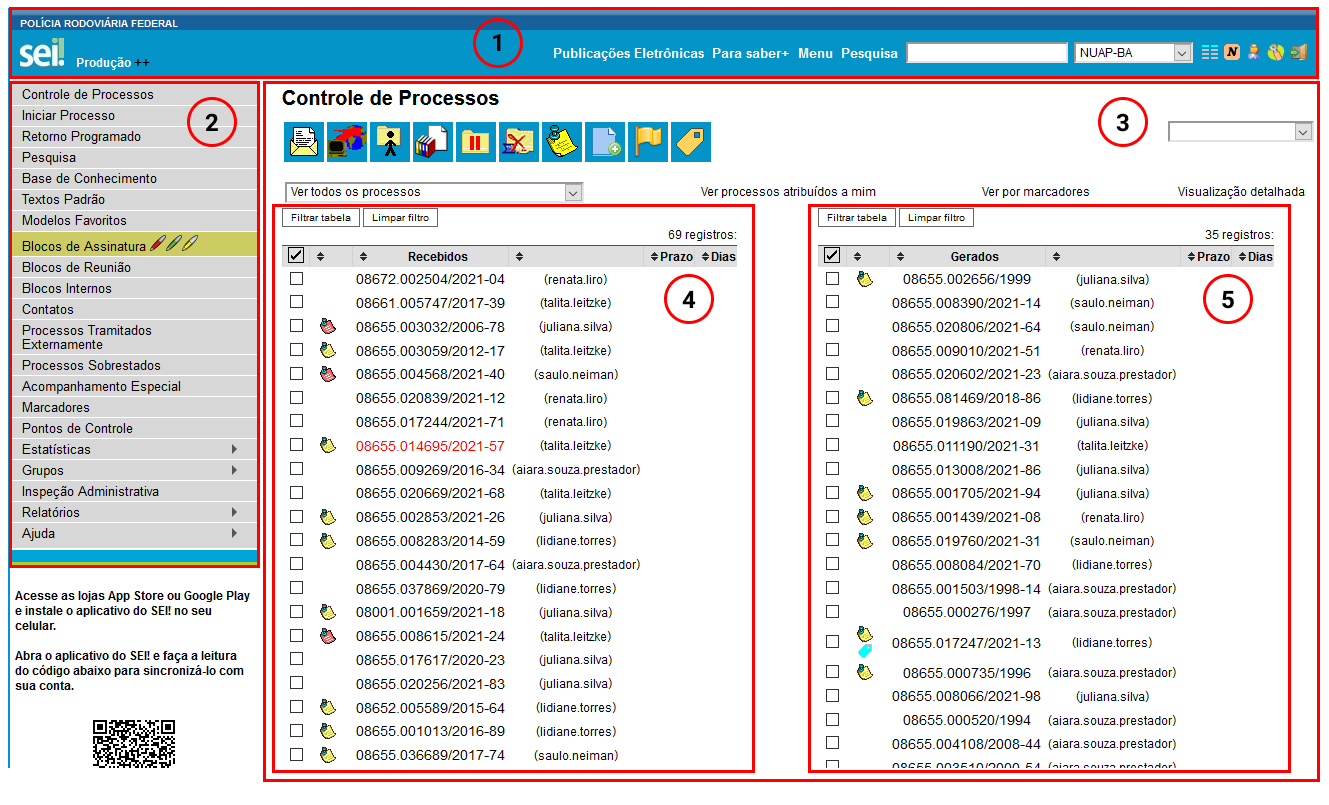 POLÍCIA RODOVIÁRIA FEDERAL
sei!
Produção ++
1
Publicações Eletrônicas Para saber+ Menu Pesquisa
NUAP-BA
N
Controle de Processos
Iniciar Processo
Retorno Programado
Pesquisa
Base de Conhecimento
Textos Padrão
Modelos Favoritos
Blocos de Assinatura
Blocos de Reunião
Blocos Internos
Contatos
Processos Tramitados
Externamente
Processos Sobrestados
Acompanhamento Especial
Marcadores
Pontos de Controle
Estatísticas
Grupos
Inspeção Administrativa
Relatórios
Ajuda
2
Acesse as lojas App Store ou Google Play
e instale o aplicativo do SEI! no seu
celular.
Abra o aplicativo do SEI! e faça a leitura
do código abaixo para sincronizá-lo com
sua conta.
Controle de Processos
3
Ver todos os processos
Ver processos atribuídos a mim
Ver por marcadores
Visualização detalhada
Filtrar tabela Limpar filtro
69 registros:
Recebidos Prazo Dias
4
08672.002504/2021-04 (renata.liro)
08661.005747/2017-39 (talita.leitzke)
08655.003032/2006-78 (juliana.silva)
08655.003059/2012-17 (talita.leitzke)
08655.004568/2021-40 (saulo.neiman)
08655.020839/2021-12 (renata.liro)
08655.017244/2021-71 (renata.liro)
08655.014695/2021-57 (talita.leitzke)
08655.009269/2016-34 (aiara.souza.prestador)
08655.020669/2021-68 (talita.leitzke)
08655.002853/2021-26 (juliana.silva)
08655.008283/2014-59 (lidiane.torres)
08655.004430/2017-64 (aiara.souza.prestador)
08655.037869/2020-79 (lidiane.torres)
08001.001659/2021-18 (juliana.silva)
08655.008615/2021-24 (talita.leitzke)
08655.017617/2020-23 (juliana.silva)
08655.020256/2021-83 (juliana.silva)
08652.005589/2015-64 (lidiane.torres)
08655.001013/2016-89 (lidiane.torres)
08655.036689/2017-74 (saulo.neiman)
Filtrar tabela Limpar filtro
35 registros:
Gerados Prazo Dias
5
08655.002656/1999 (juliana.silva)
08655.008390/2021-14 (saulo.neiman)
08655.020806/2021-64 (saulo.neiman)
08655.009010/2021-51 (renata.liro)
08655.020602/2021-23 (aiara.souza.prestador)
08655.081469/2018-86 (lidiane.torres)
08655.019863/2021-09 (juliana.silva)
08655.011190/2021-31 (talita.leitzke)
08655.013008/2021-86 (juliana.silva)
08655.001705/2021-94 (juliana.silva)
08655.001439/2021-08 (renata.liro)
08655.019760/2021-31 (saulo.neiman)
08655.008084/2021-70 (lidiane.torres)
08655.001503/1998-14 (aiara.souza.prestador)
08655.000276/1997 (aiara.souza.prestador)
08655.017247/2021-13 (lidiane.torres)
08655.000735/1996 (aiara.souza.prestador)
08655.008066/2021-98 (juliana.silva)
08655.000520/1994 (aiara.souza.prestador)
08655.004108/2008-44 (aiara.souza.prestador)
08655.003510/2000-54 (aiara.souza.prestador)